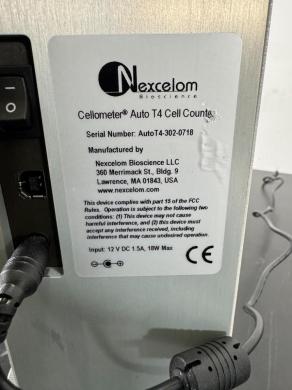 Nexcelom
Bioscience
Cellometer® Auto T4 Cell Counter
Serial Number: AutoT4-302-0718
Manufactured by
Nexcelom Bioscience LLC
360 Merrimack St., Bldg. 9
Lawrence, MA 01843, USA
www.nexcelom.com
This device complies with part 15 of the FCC
Rules. Operation is subject to the following two
conditions: (1) This device may not cause
harmful interference, and (2) this device must
accept any interference received, including
interference that may cause undesired operation.
Input: 12 V DC 1.5A, 18W Max
CE